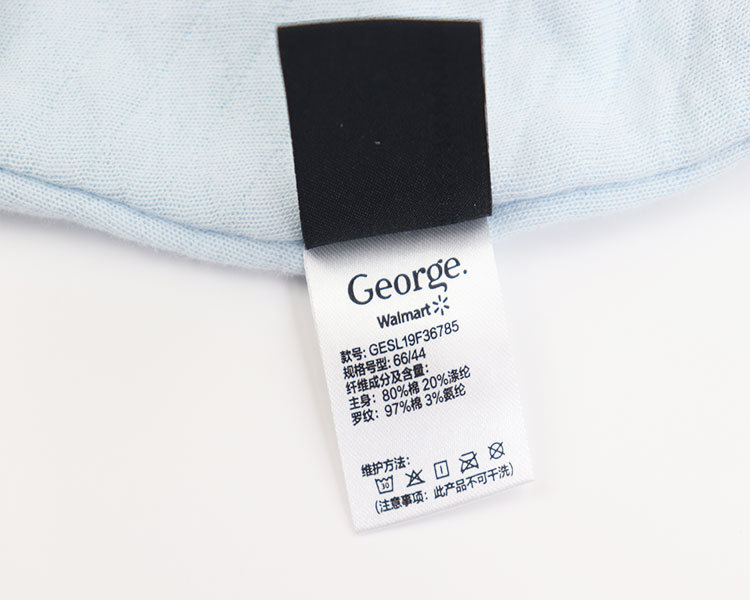 George.
Walmart
款号: GESL19F36785
规格号型: 66/44
纤维成分及含量:
主身: 80%棉 20%涤纶
罗纹: 97%棉 3%氨纶
维护方法:
30
(注意事项: 此产品不可干洗)